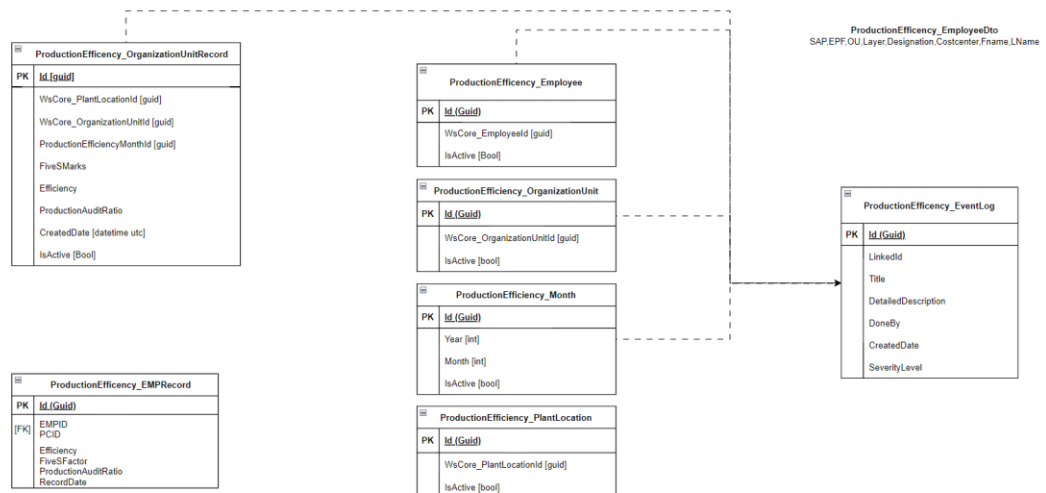 ProductionEfficency_EmployeeDto
SAP,EPF,OU,Layer,Designation,Costcenter,Fname,LName
ProductionEfficency_OrganizationUnitRecord
PK Id [guid]
WsCore_PlantLocationId [guid]
WsCore_OrganizationUnitId [guid]
ProductionEfficiencyMonthId [guid]
FiveSMarks
Efficiency
ProductionAuditRatio
CreatedDate [datetime utc]
IsActive [Bool]
ProductionEfficency_Employee
PK Id (Guid)
WsCore_EmployeeId [guid]
IsActive [Bool]
ProductionEfficiency_OrganizationUnit
PK Id (Guid)
WsCore_OrganizationUnitId [guid]
IsActive [bool]
ProductionEfficiency_Month
PK Id (Guid)
Year [int]
Month [int]
IsActive [bool]
ProductionEfficiency_PlantLocation
PK Id (Guid)
WsCore_PlantLocationId [guid]
IsActive [bool]
ProductionEfficency_EventLog
PK Id (Guid)
LinkedId
Title
DetailedDescription
DoneBy
CreatedDate
SeverityLevel
ProductionEfficency_EMPRecord
PK Id (Guid)
[FK] EMPID
PCID
Efficiency
FiveSFactor
ProductionAuditRatio
RecordDate